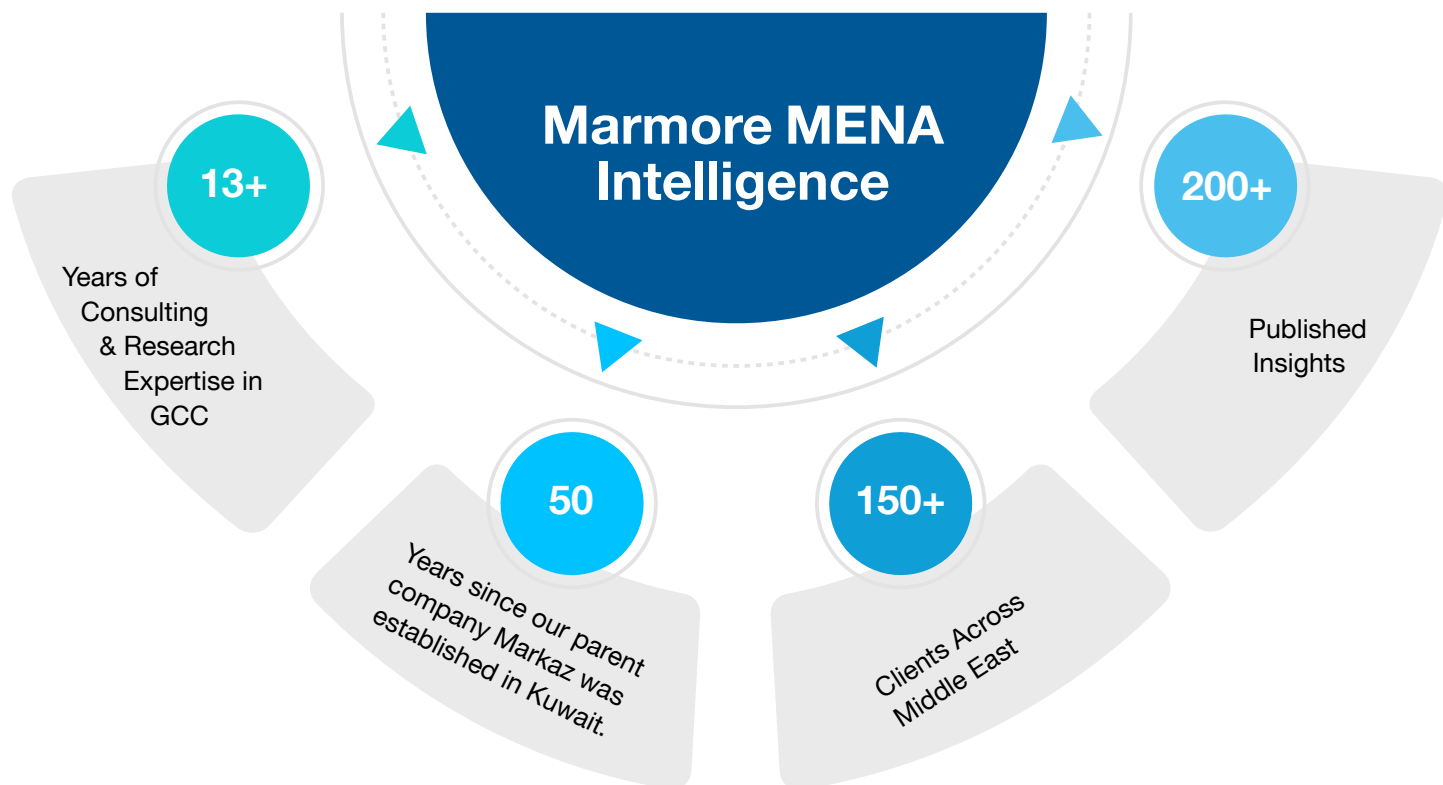 Marmore MENA
Intelligence
13+
Years of
Consulting
& Research
Expertise in
GCC
50
Years since our parent
company Markaz was
established in Kuwait.
150+
Clients Across
Middle East
200+
Published
Insights